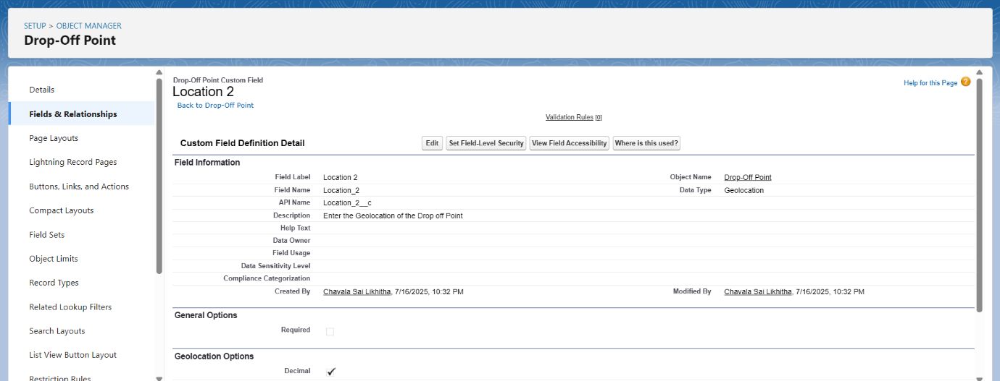 SETUP > OBJECT MANAGER
Drop-Off Point
Details
Fields & Relationships
Page Layouts
Lightning Record Pages
Buttons, Links, and Actions
Compact Layouts
Field Sets
Object Limits
Record Types
Related Lookup Filters
Search Layouts
List View Button Layout
Restriction Rules
Drop-Off Point Custom Field
Location 2
Back to Drop-Off Point
Help for this Page ?
Validation Rules [0]
Custom Field Definition Detail Edit Set Field-Level Security View Field Accessibility Where is this used?
Field Information
Field Label Location 2 Object Name Drop-Off Point
Field Name Location_2 Data Type Geolocation
API Name Location_2__c
Description Enter the Geolocation of the Drop off Point
Help Text
Data Owner
Field Usage
Data Sensitivity Level
Compliance Categorization
Created By Chavala Sai Likhitha, 7/16/2025, 10:32 PM Modified By Chavala Sai Likhitha, 7/16/2025, 10:32 PM
General Options
Required
Geolocation Options
Decimal